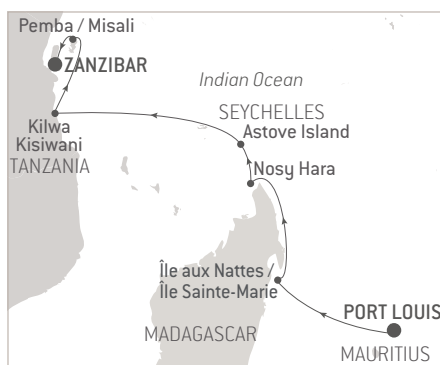 Pemba / Misali
ZANZIBAR
Indian Ocean
SEYCHELLES
Astove Island
Kilwa
Kisiwani
TANZANIA
Nosy Hara
Île aux Nattes /
Île Sainte-Marie
PORT LOUIS
MADAGASCAR
MAURITIUS